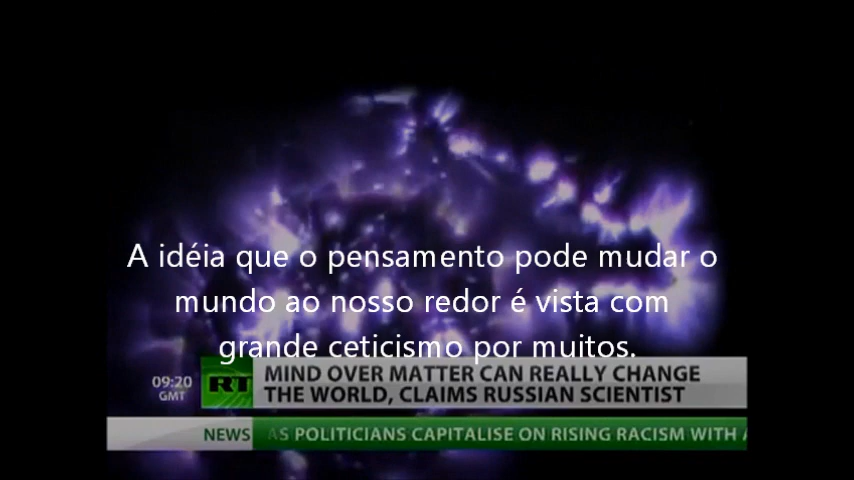 A idéia que o pensamento pode mudar o
mundo ao nosso redor é vista com
grande ceticismo por muitos.
09:20
GMT
RT
MIND OVER MATTER CAN REALLY CHANGE
THE WORLD, CLAIMS RUSSIAN SCIENTIST
NEWS
AS POLITICIANS CAPITALISE ON RISING RACISM WITH